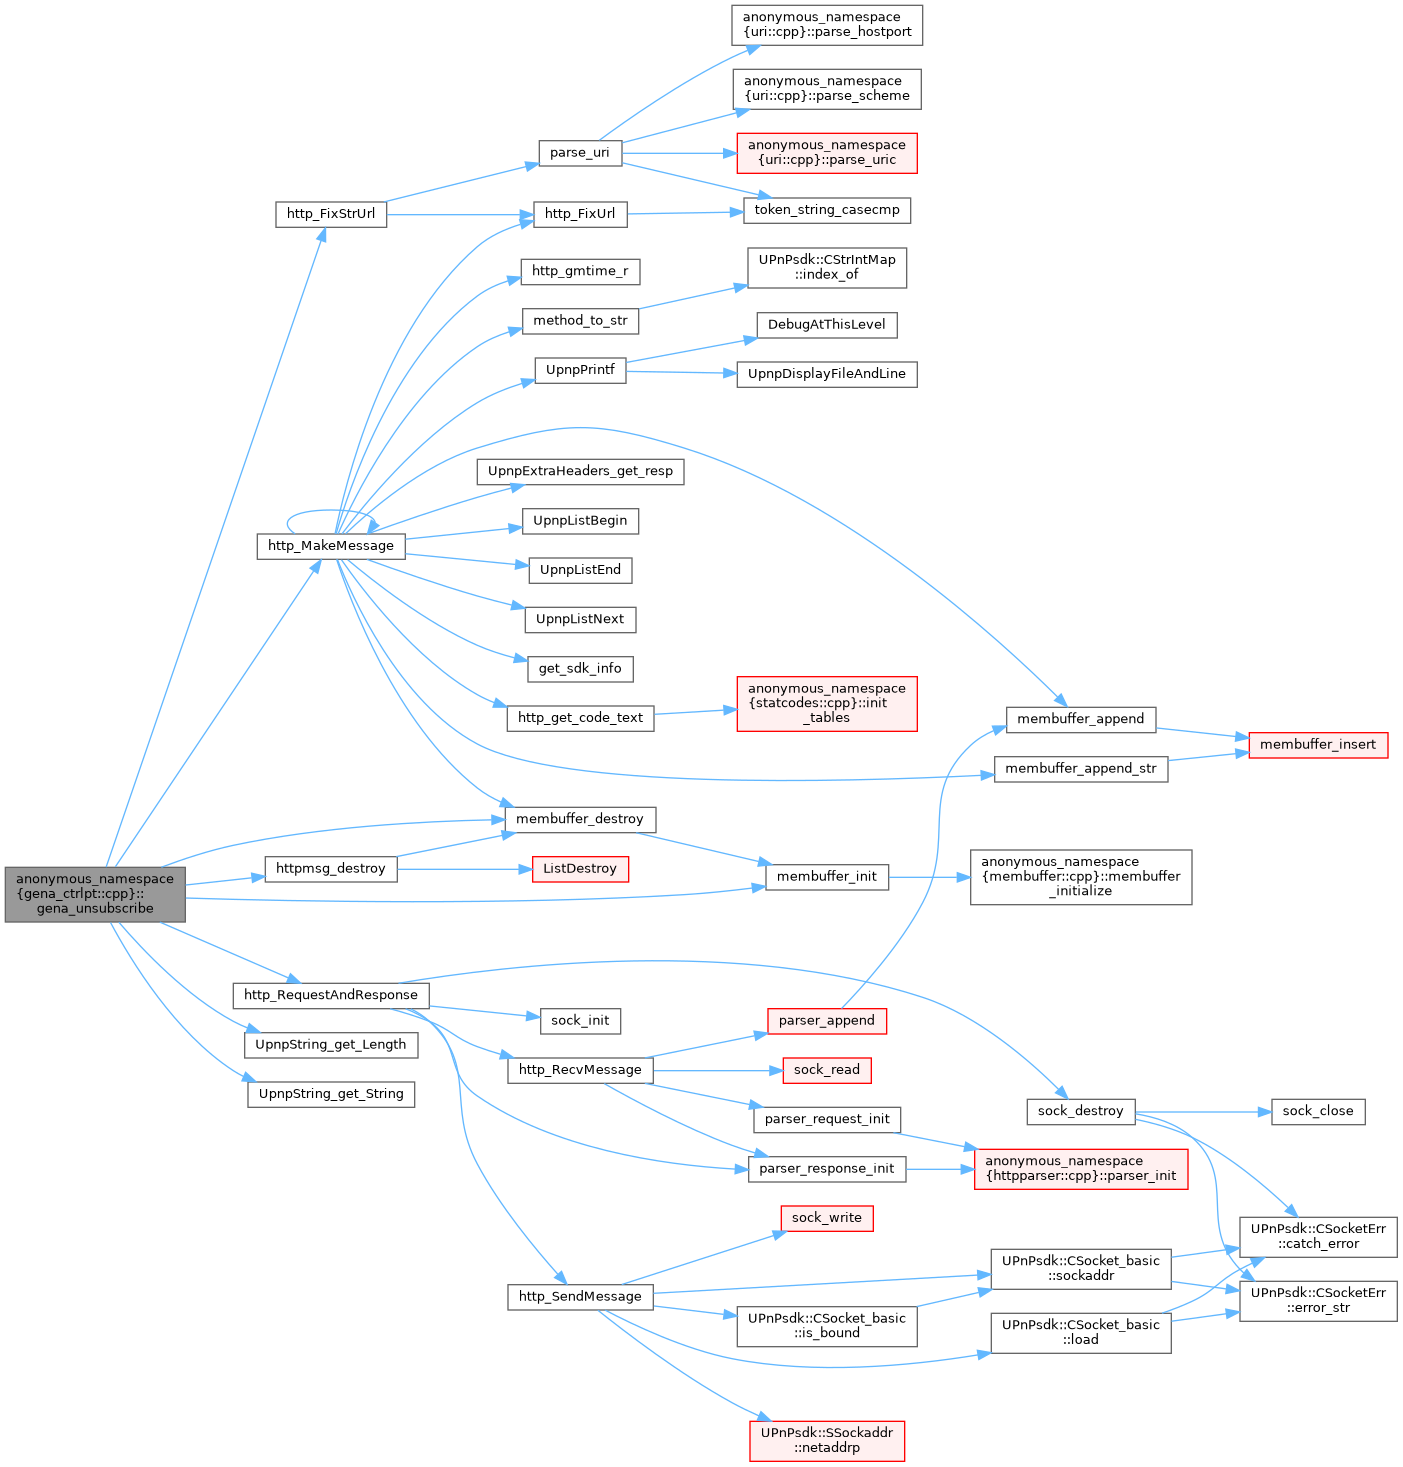 anonymous_namespace
{uri::cpp}::parse_hostport
anonymous_namespace
{uri::cpp}::parse_scheme
parse_uri
anonymous_namespace
{uri::cpp}::parse_uric
http_FixStrUrl
http_FixUrl
token_string_casecmp
http_gmtime_r
UPnPsdk::CStrIntMap
::index_of
method_to_str
DebugAtThisLevel
UpnpPrintf
UpnpDisplayFileAndLine
UpnpExtraHeaders_get_resp
UpnpListBegin
http_MakeMessage
UpnpListEnd
UpnpListNext
get_sdk_info
http_get_code_text
anonymous_namespace
{statcodes::cpp}::init
_tables
membuffer_append
membuffer_insert
membuffer_append_str
membuffer_destroy
httpmsg_destroy
ListDestroy
membuffer_init
anonymous_namespace
{membuffer::cpp}::membuffer
_initialize
anonymous_namespace
{gena_ctrlpt::cpp}::
gena_unsubscribe
http_RequestAndResponse
sock_init
parser_append
UpnpString_get_Length
http_RecvMessage
sock_read
UpnpString_get_String
parser_request_init
sock_destroy
sock_close
parser_response_init
anonymous_namespace
{httpparser::cpp}::parser_init
sock_write
UPnPsdk::CSocketErr
::catch_error
http_SendMessage
UPnPsdk::CSocket_basic
::sockaddr
UPnPsdk::CSocketErr
::error_str
UPnPsdk::CSocket_basic
::is_bound
UPnPsdk::CSocket_basic
::load
UPnPsdk::SSockaddr
::netaddrp